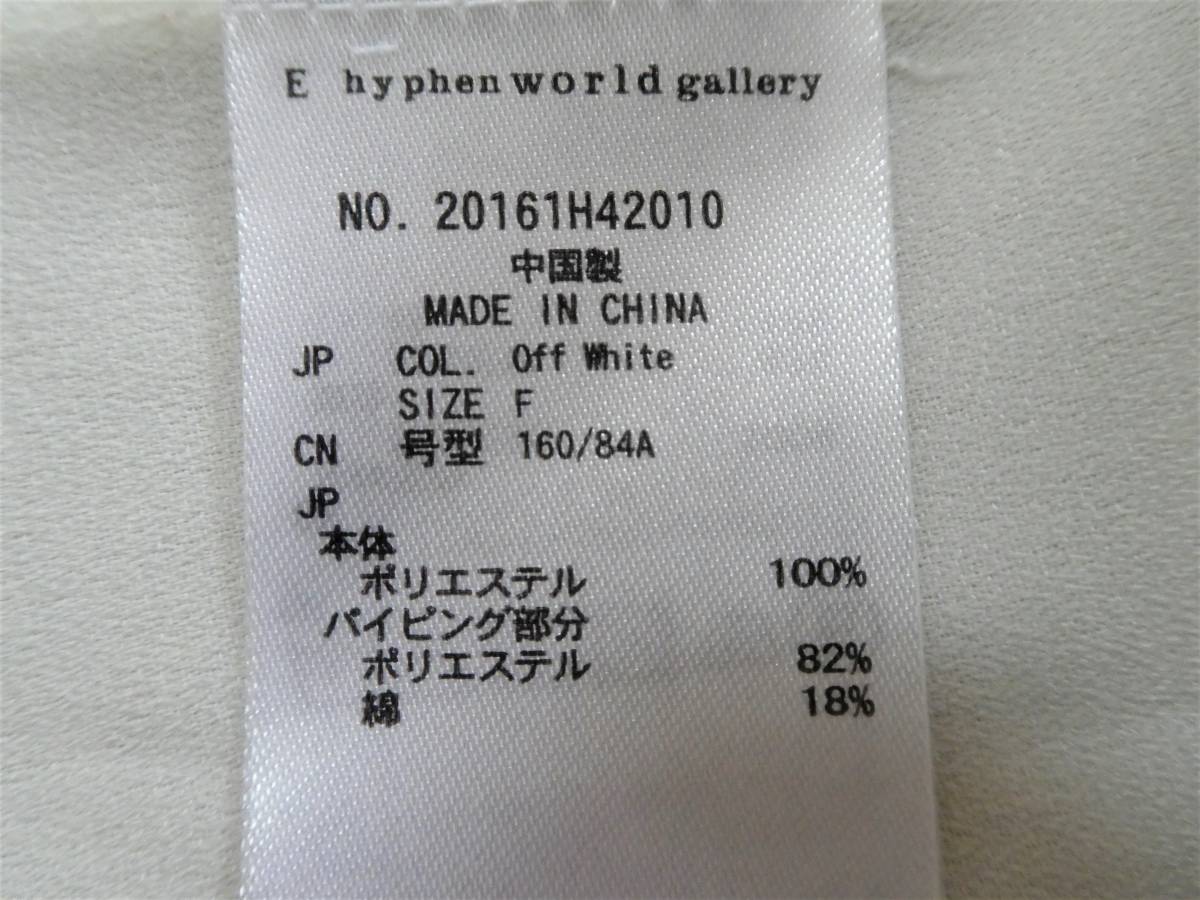 E hyphen world gallery
NO. 20161H42010
中国製
MADE IN CHINA
JP COL. Off White
SIZE F
CN 号型 160/84A
JP
本体
ポリエステル 100%
パイピング部分
ポリエステル 82%
綿 18%